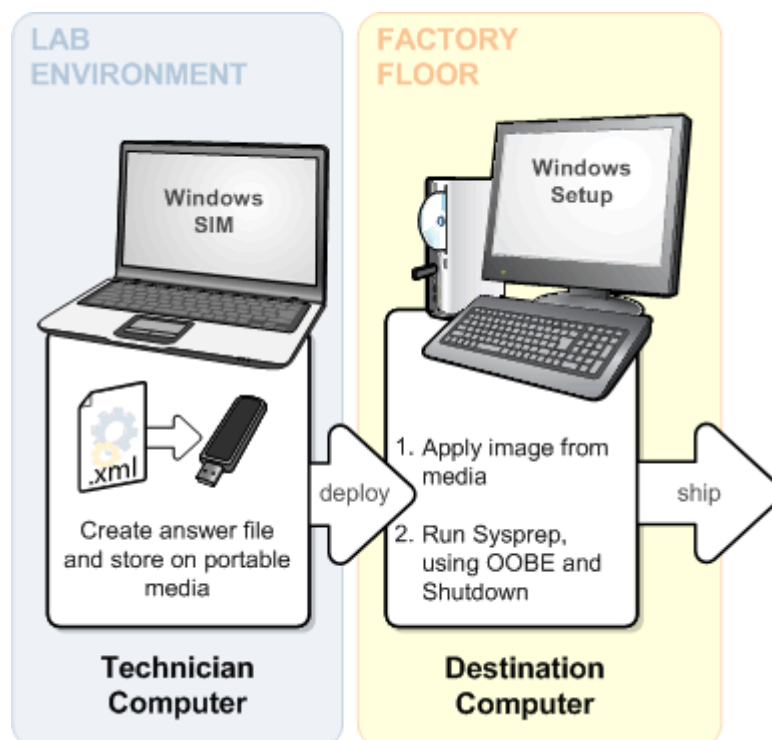 LAB
ENVIRONMENT
Windows
SIM
.xml
Create answer file
and store on portable
media
Technician
Computer
deploy
FACTORY
FLOOR
Windows
Setup
1. Apply image from
media
2. Run Sysprep,
using OOBE and
Shutdown
Destination
Computer
ship